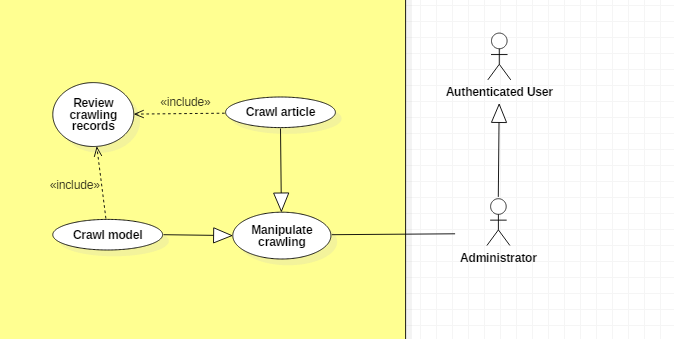 Authenticated User
Review
crawling
records
«include»
Crawl article
«include»
Crawl model
Manipulate
crawling
Administrator